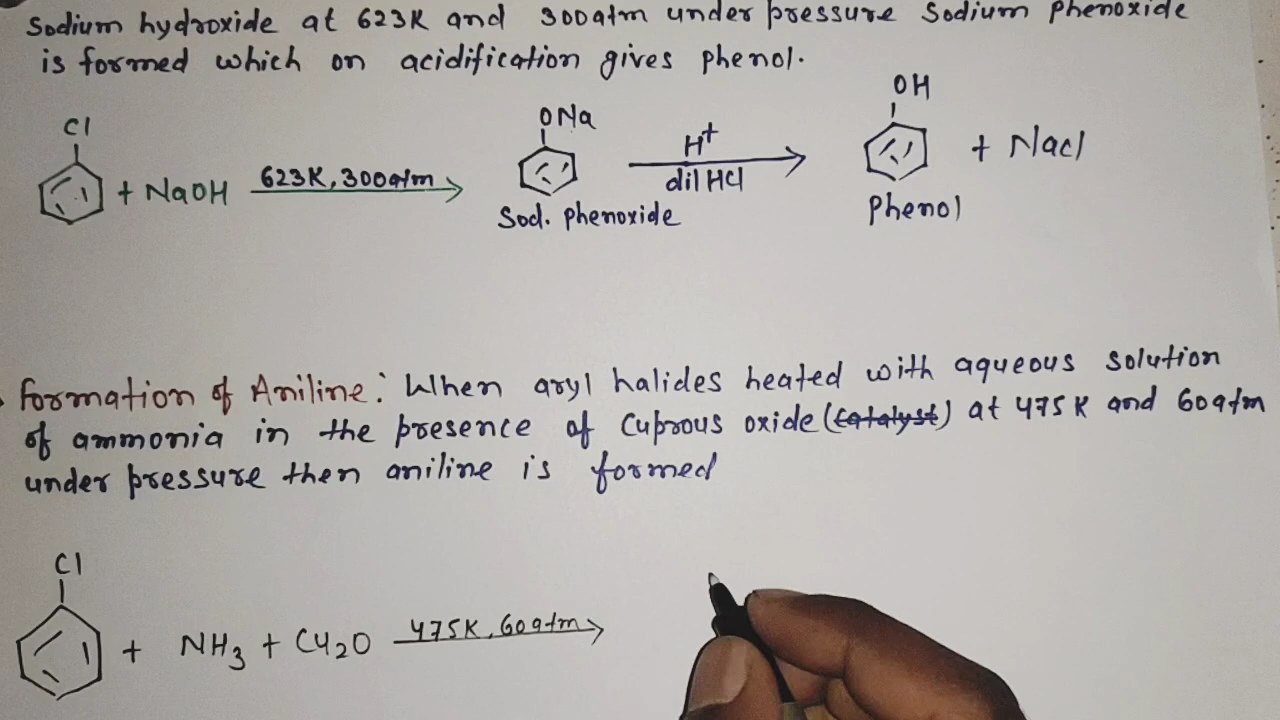 Sodium hydroxide at 623K and 300atm under pressure Sodium phenoxide
is formed which on acidification gives phenol.
Cl
ONa
OH
+ NaOH 623K, 300atm
H+
dil HCl
+ Nacl
Sod. phenoxide
Phenol
formation of Aniline: When aryl halides heated with aqueous solution
of ammonia in the presence of Cuprous oxide (catalyst) at 475K and 60atm
under pressure then aniline is formed
Cl
+ NH3 + Cu2O 475K, 60atm